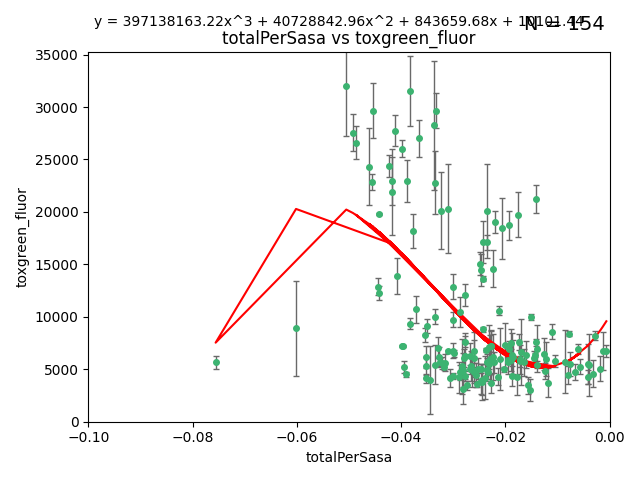 y = 397138163.22x^3 + 40728842.96x^2 + 843659.68x +
N = 154
totalPerSasa vs toxgreen_fluor
35000
30000
25000
20000
15000
10000
5000
0
toxgreen_fluor
−0.10 −0.08 −0.06 −0.04 −0.02 0.00
totalPerSasa